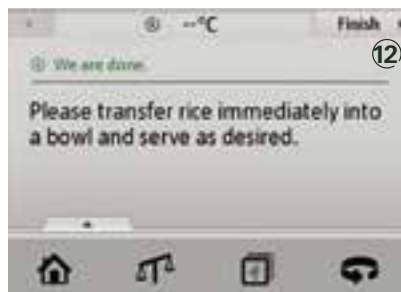 --°C
Finish
12
We are done.
Please transfer rice immediately into
a bowl and serve as desired.